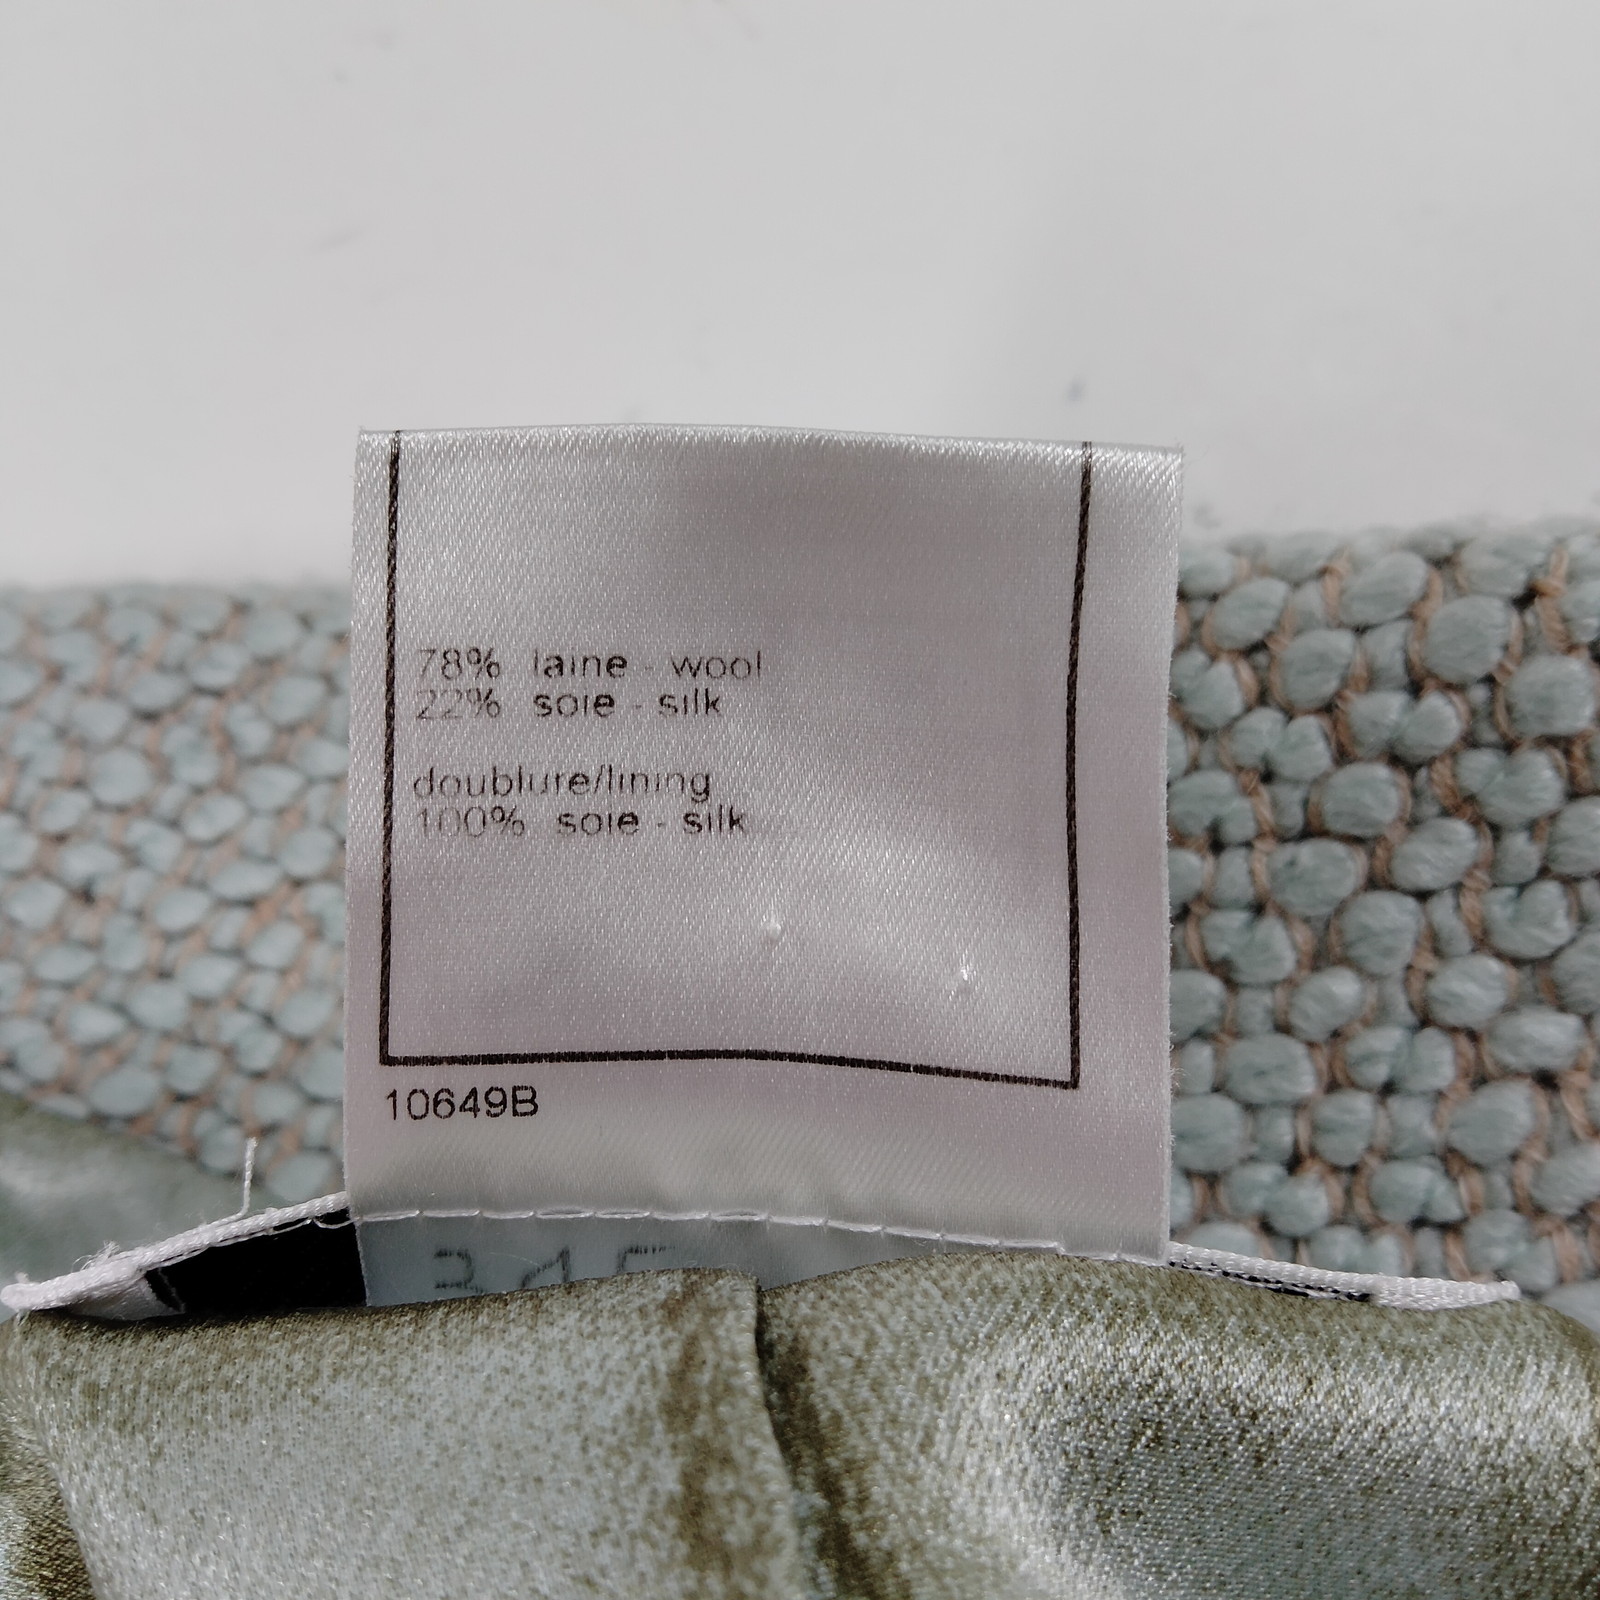 78% laine - wool
22% soie - silk
doublure/lining
100% soie - silk
10649B